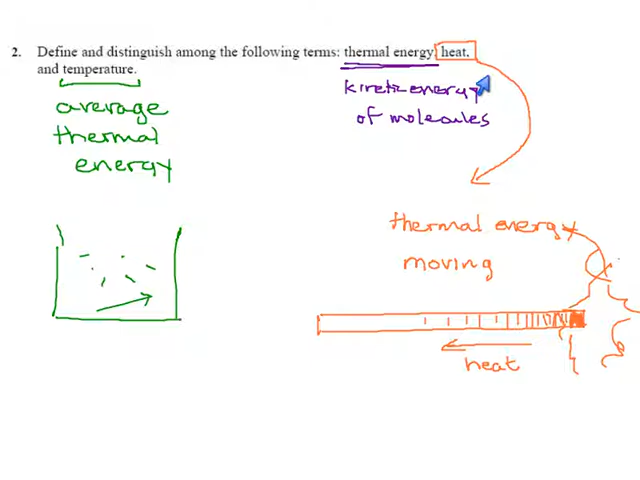 2. Define and distinguish among the following terms: thermal energy, heat,
and temperature.
kinetic energy
of molecules
average
thermal
energy
thermal energy
moving
heat